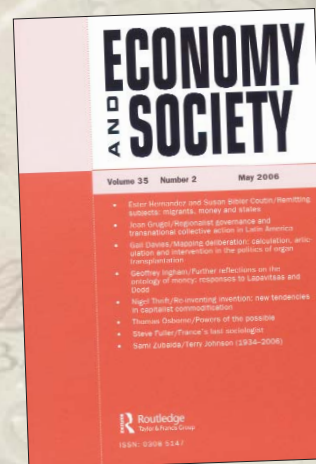 ECONOMY
AND SOCIETY
Volume 35 Number 2 May 2006
Ester Hernandez and Susan Bibler Coutin/Remitting
subjects: migrants, money and states
Jean Grugel/Regionalist governance and
transnational collective action in Latin America
Gail Davies/Mapping deliberation: calculation, artic-
ulation and intervention in the politics of organ
transplantation
Geoffrey Ingham/Further reflections on the
ontology of money: responses to Lapavitsas and
Dodd
Nigel Thrift/Re-inventing invention: new tendencies
in capitalist commodification
Thomas Osborne/Powers of the possible
Steve Fuller/France's last sociologist
Sami Zubaida/Terry Johnson (1934–2006)
Routledge
Taylor & Francis Group
ISSN: 0308 5147